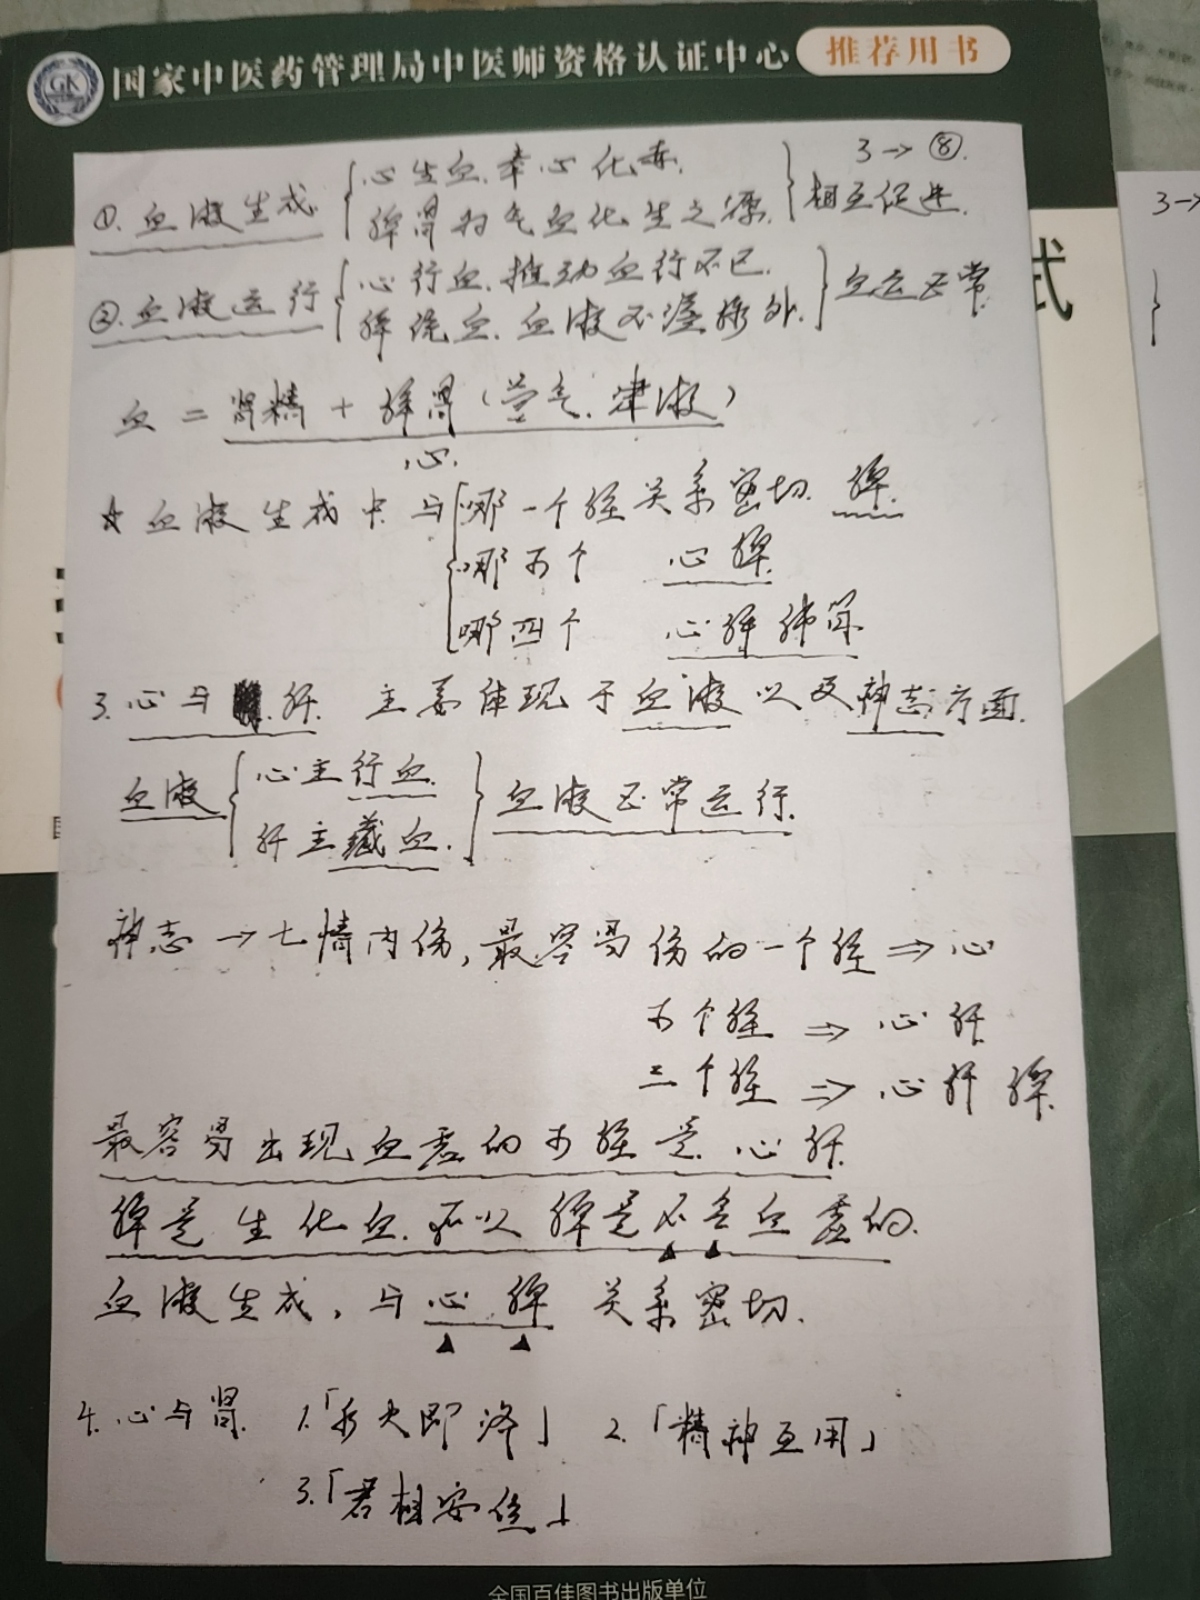 国家中医药管理局中医师资格认证中心 推荐用书
GK
3→⑧.
①. 血液生成 { 心生血. 奉心化赤.
脾胃为气血化生之源. } 相互促进.
②. 血液运行 { 心行血. 推动血行不已.
脾统血. 血液不溢脉外. } 血运正常
血 = 肾精 + 脾胃 (营气. 津液)
心.
☆ 血液生成中. 与 { 哪一个脏关系密切. 脾.
哪两个 心脾.
哪四个 心脾肺肾
3. 心与肝. 主要体现于血液以及神志方面.
血液 { 心主行血.
肝主藏血. } 血液正常运行.
神志 → 七情内伤, 最容易伤的一个脏 ⇒ 心
两个脏 ⇒ 心肝
三个脏 ⇒ 心肝脾.
最容易出现血虚的两脏是. 心肝.
脾是生化血. 所以脾是不会血虚的.
血液生成, 与心脾关系密切.
4. 心与肾. 1.「水火即济」 2.「精神互用」
3.「君相安位」
3→
式
全国百佳图书出版单位